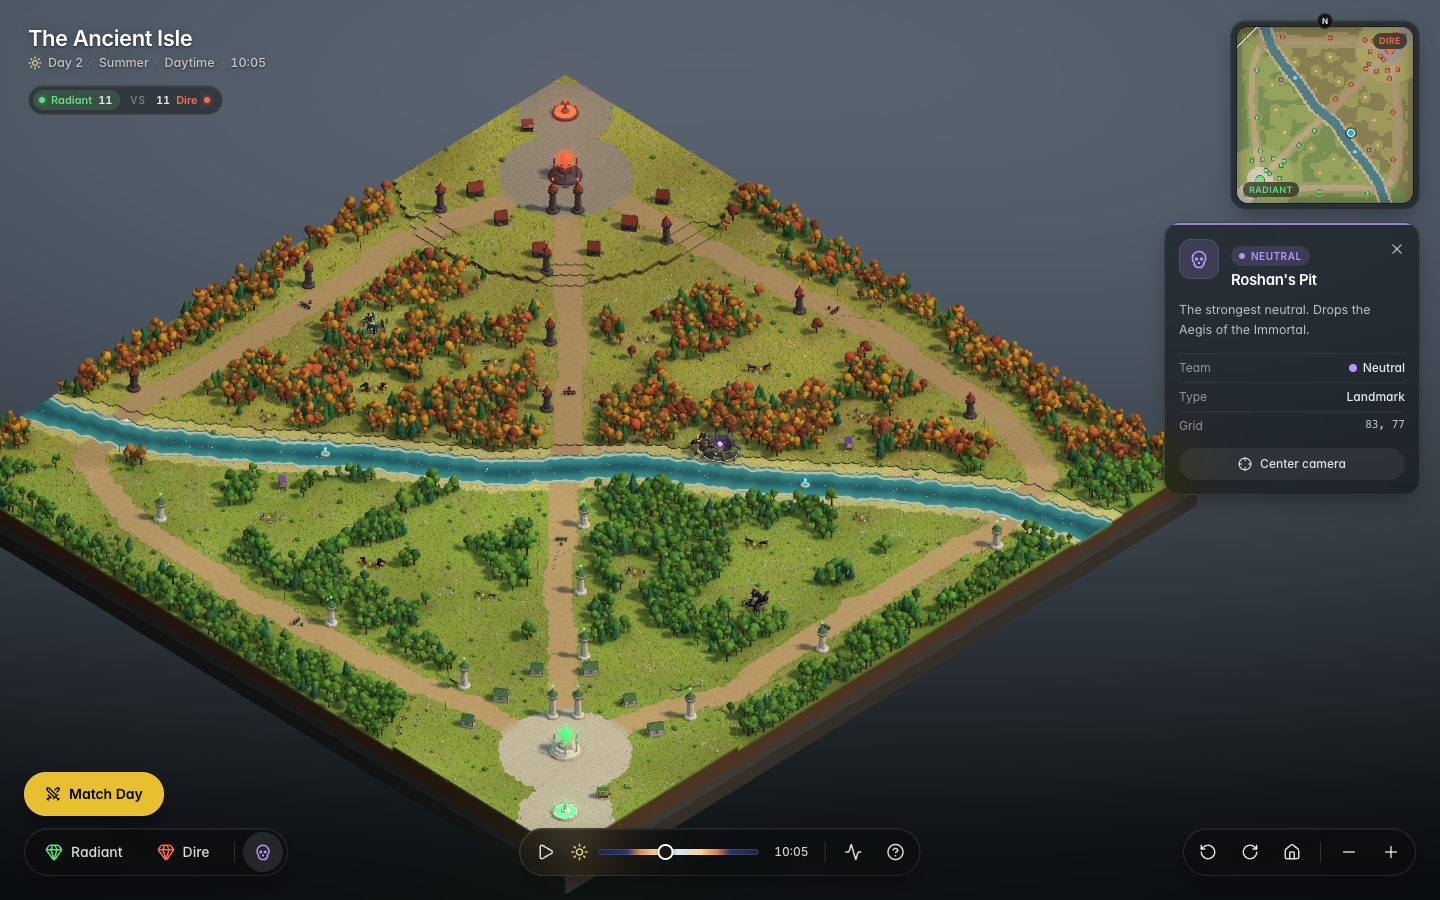 The Ancient Isle
Day 2 · Summer · Daytime · 10:05
Radiant 11 VS 11 Dire
N
DIRE
RADIANT
NEUTRAL
Roshan's Pit
The strongest neutral. Drops the
Aegis of the Immortal.
Team Neutral
Type Landmark
Grid 83, 77
Center camera
Match Day
Radiant Dire
10:05